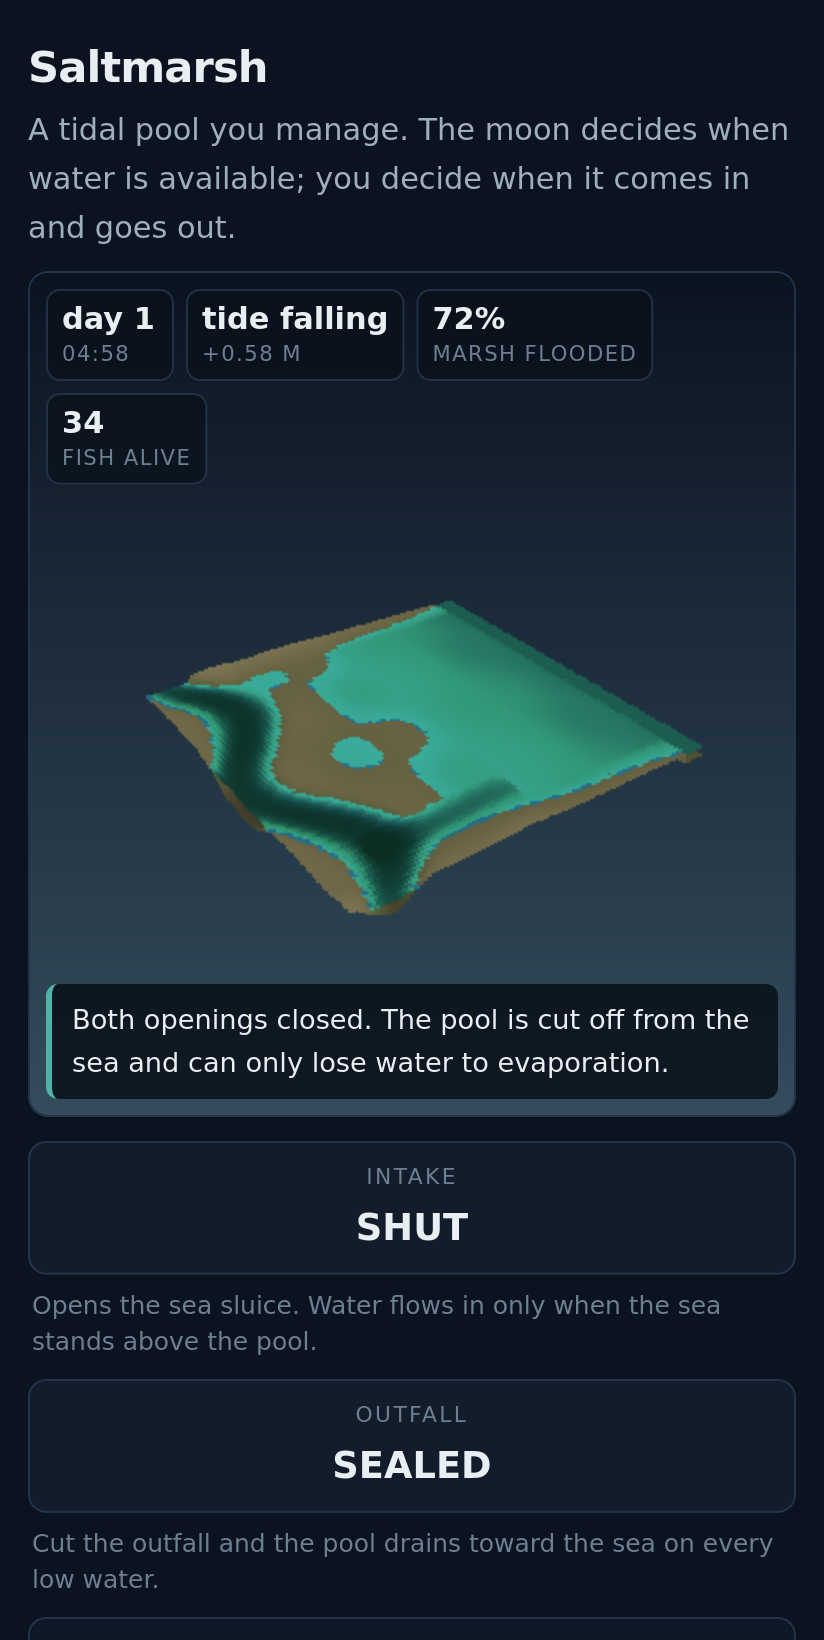 Saltmarsh
A tidal pool you manage. The moon decides when
water is available; you decide when it comes in
and goes out.
day 1
04:58
tide falling
+0.58 M
72%
MARSH FLOODED
34
FISH ALIVE
Both openings closed. The pool is cut off from the
sea and can only lose water to evaporation.
INTAKE
SHUT
Opens the sea sluice. Water flows in only when the sea
stands above the pool.
OUTFALL
SEALED
Cut the outfall and the pool drains toward the sea on every
low water.